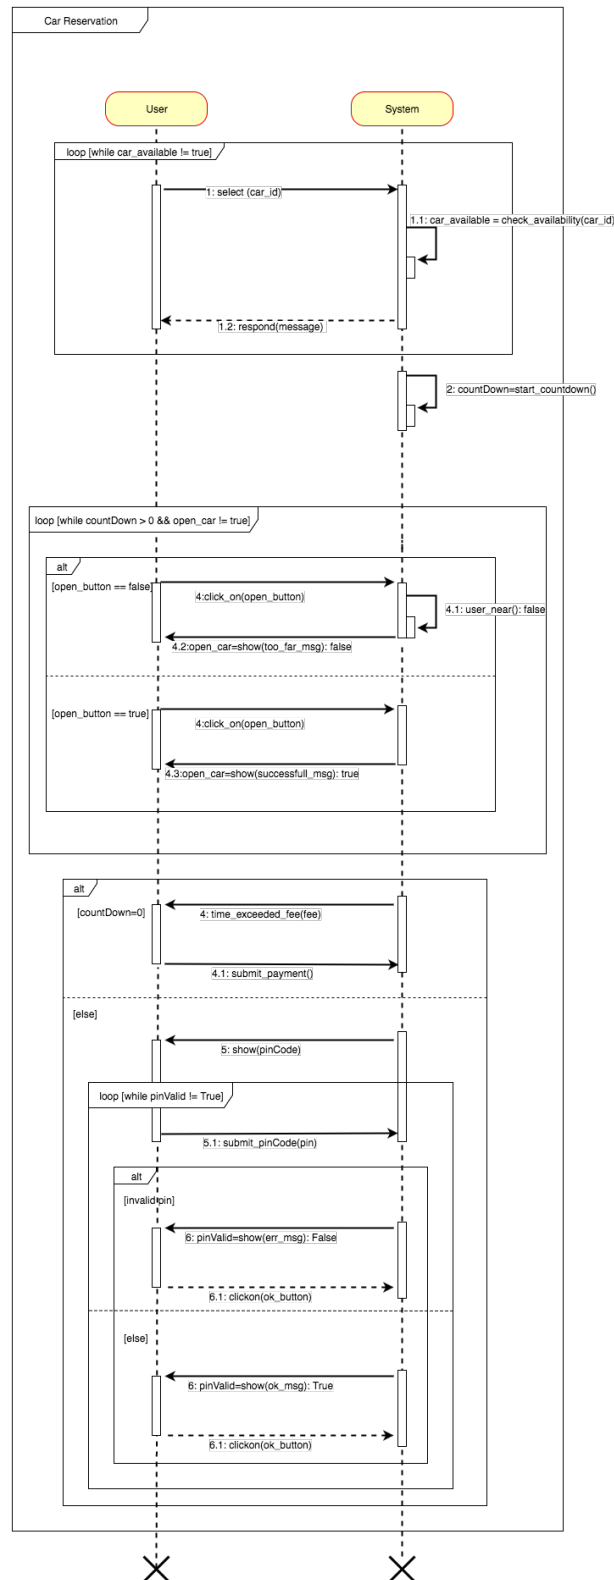 Car Reservation
User
System
loop [while car_available != true]
1: select (car_id)
1.1: car_available = check_availability(car_id)
1.2: respond(message)
2: countDown=start_countdown()
loop [while countDown > 0 && open_car != true]
alt
[open_button == false]
4:click_on(open_button)
4.1: user_near(): false
4.2:open_car=show(too_far_msg): false
[open_button == true]
4:click_on(open_button)
4.3:open_car=show(successfull_msg): true
alt
[countDown=0]
4: time_exceeded_fee(fee)
4.1: submit_payment()
[else]
5: show(pinCode)
loop [while pinValid != True]
5.1: submit_pinCode(pin)
alt
[invalid pin]
6: pinValid=show(err_msg): False
6.1: clickon(ok_button)
[else]
6: pinValid=show(ok_msg): True
6.1: clickon(ok_button)